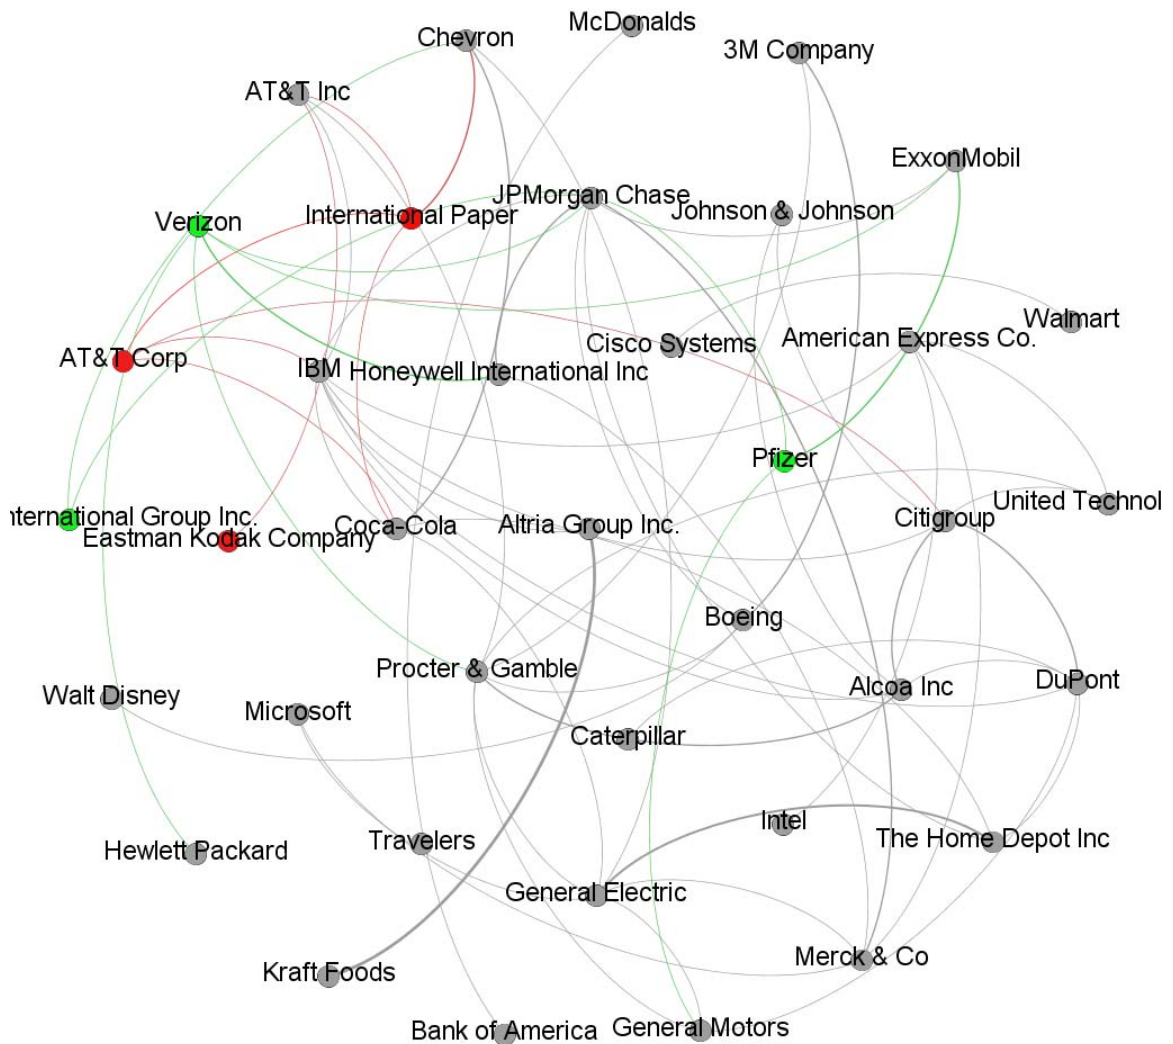 McDonalds
Chevron
3M Company
AT&T Inc
ExxonMobil
JPMorgan Chase
International Paper
Johnson & Johnson
Verizon
Walmart
American Express Co.
Cisco Systems
AT&T Corp
IBM
Honeywell International Inc
Pfizer
United Technol
nternational Group Inc.
Coca-Cola
Altria Group Inc.
Citigroup
Eastman Kodak Company
Boeing
Procter & Gamble
Alcoa Inc
DuPont
Walt Disney
Microsoft
Caterpillar
Intel
Hewlett Packard
Travelers
The Home Depot Inc
General Electric
Merck & Co
Kraft Foods
Bank of America
General Motors